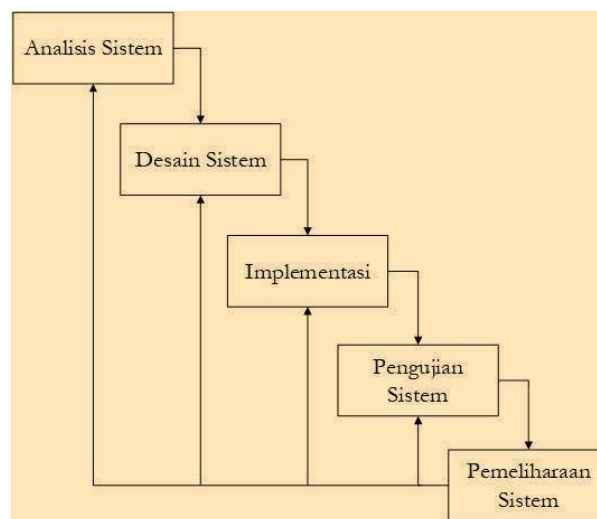 Analisis Sistem
Desain Sistem
Implementasi
Pengujian
Sistem
Pemeliharaan
Sistem